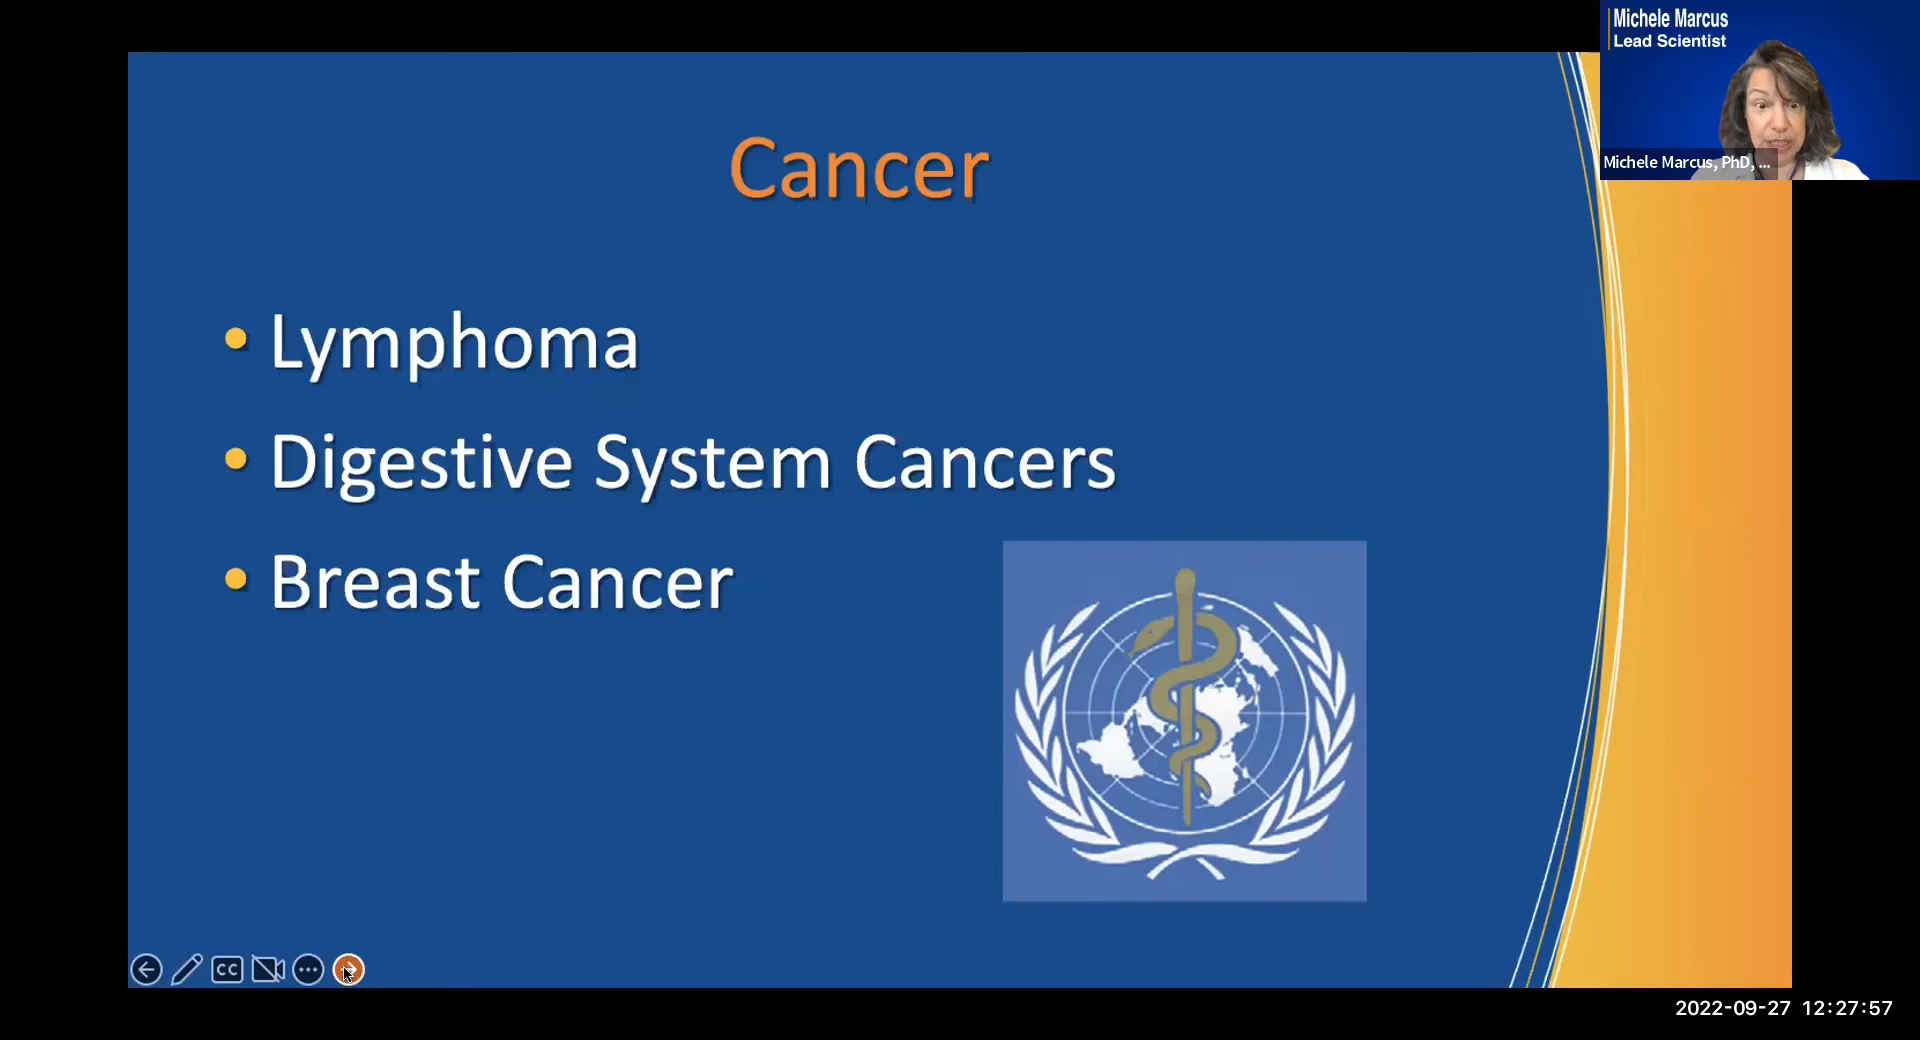 Michele Marcus
Lead Scientist
Michele Marcus, PhD, ...
Cancer
• Lymphoma
• Digestive System Cancers
• Breast Cancer
CC
2022-09-27 12:27:57